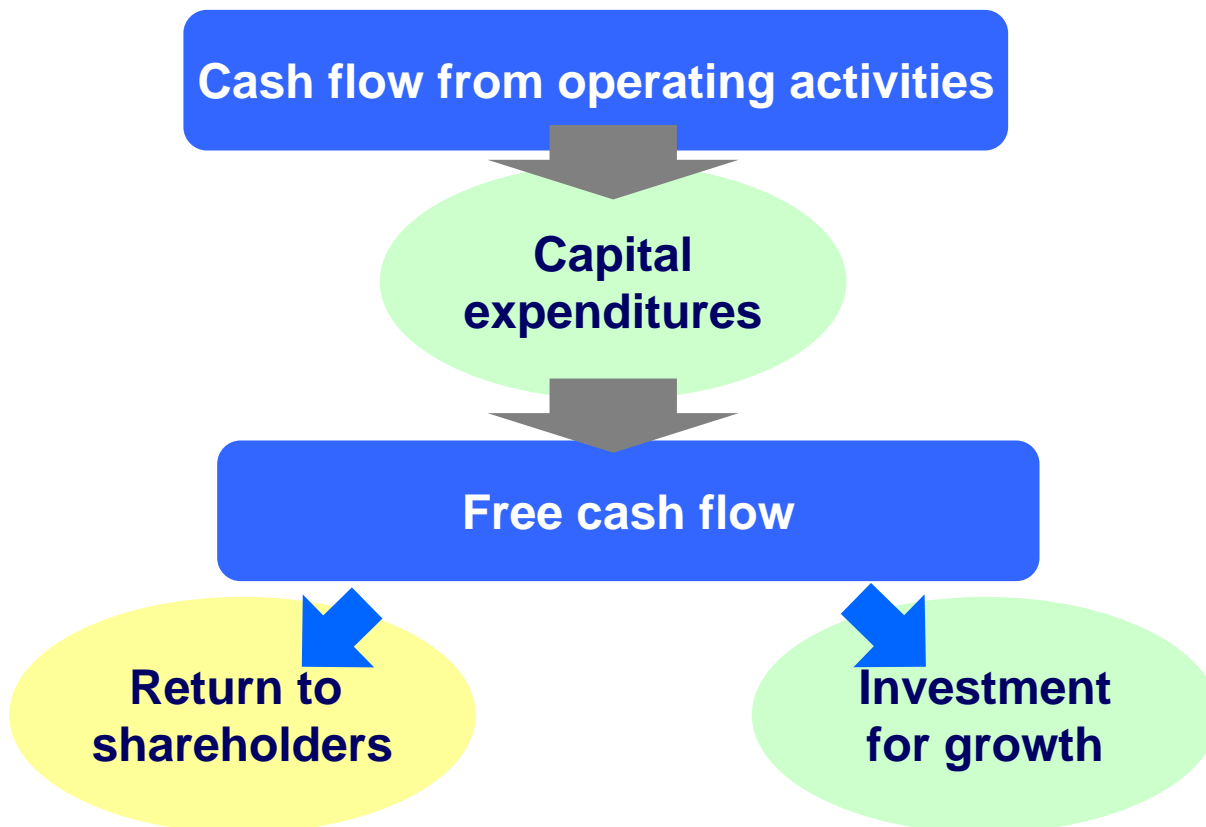 Cash flow from operating activities
Capital
expenditures
Free cash flow
Return to
shareholders
Investment
for growth